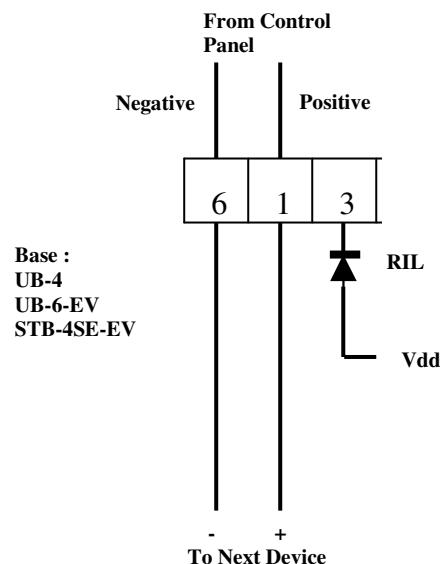 From Control
Panel
Negative
Positive
6 1 3
Base :
UB-4
UB-6-EV
STB-4SE-EV
RIL
Vdd
- +
To Next Device